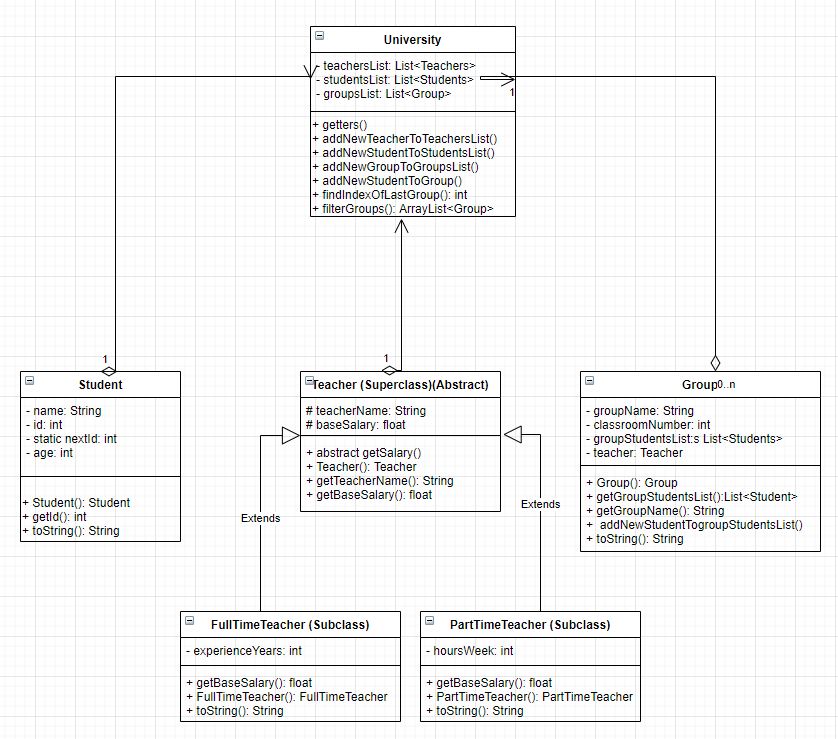 University
- teachersList: List<Teachers>
- studentsList: List<Students>
- groupsList: List<Group>
1
+ getters()
+ addNewTeacherToTeachersList()
+ addNewStudentToStudentsList()
+ addNewGroupToGroupsList()
+ addNewStudentToGroup()
+ findIndexOfLastGroup(): int
+ filterGroups(): ArrayList<Group>
1
Student
- name: String
- id: int
- static nextId: int
- age: int
+ Student(): Student
+ getId(): int
+ toString(): String
1
Teacher (Superclass)(Abstract)
# teacherName: String
# baseSalary: float
+ abstract getSalary()
+ Teacher(): Teacher
+ getTeacherName(): String
+ getBaseSalary(): float
Group
0..n
- groupName: String
- classroomNumber: int
- groupStudentsList:s List<Students>
- teacher: Teacher
+ Group(): Group
+ getGroupStudentsList():List<Student>
+ getGroupName(): String
+ addNewStudentTogroupStudentsList()
+ toString(): String
Extends
Extends
FullTimeTeacher (Subclass)
- experienceYears: int
+ getBaseSalary(): float
+ FullTimeTeacher(): FullTimeTeacher
+ toString(): String
PartTimeTeacher (Subclass)
- hoursWeek: int
+ getBaseSalary(): float
+ PartTimeTeacher(): PartTimeTeacher
+ toString(): String